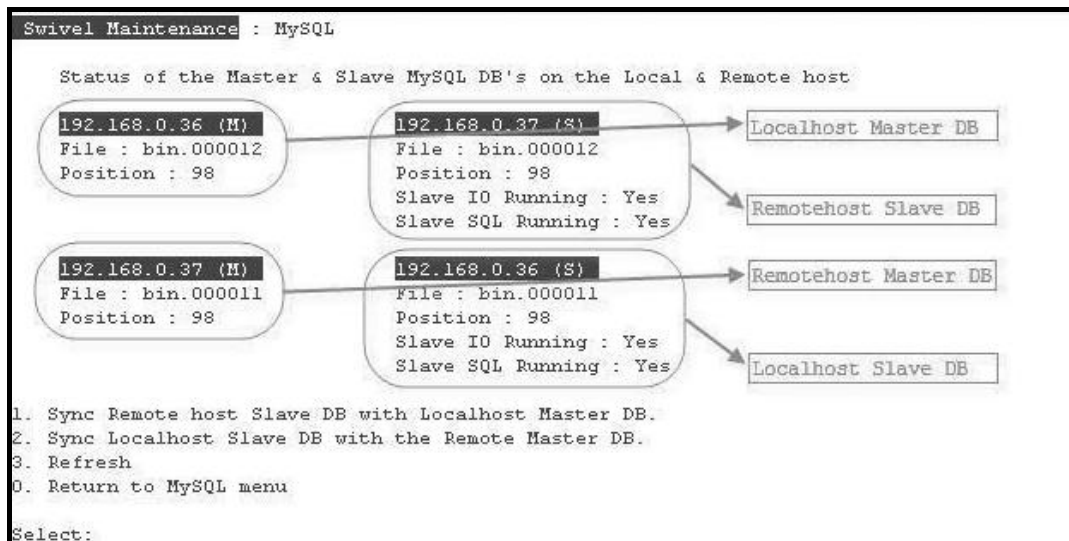 Swivel Maintenance : MySQL
Status of the Master & Slave MySQL DB's on the Local & Remote host
192.168.0.36 (M)
File : bin.000012
Position : 98
192.168.0.37 (S)
File : bin.000012
Position : 98
Slave IO Running : Yes
Slave SQL Running : Yes
Localhost Master DB
Remotehost Slave DB
192.168.0.37 (M)
File : bin.000011
Position : 98
192.168.0.36 (S)
File : bin.000011
Position : 98
Slave IO Running : Yes
Slave SQL Running : Yes
Remotehost Master DB
Localhost Slave DB
1. Sync Remote host Slave DB with Localhost Master DB.
2. Sync Localhost Slave DB with the Remote Master DB.
3. Refresh
0. Return to MySQL menu
Select: